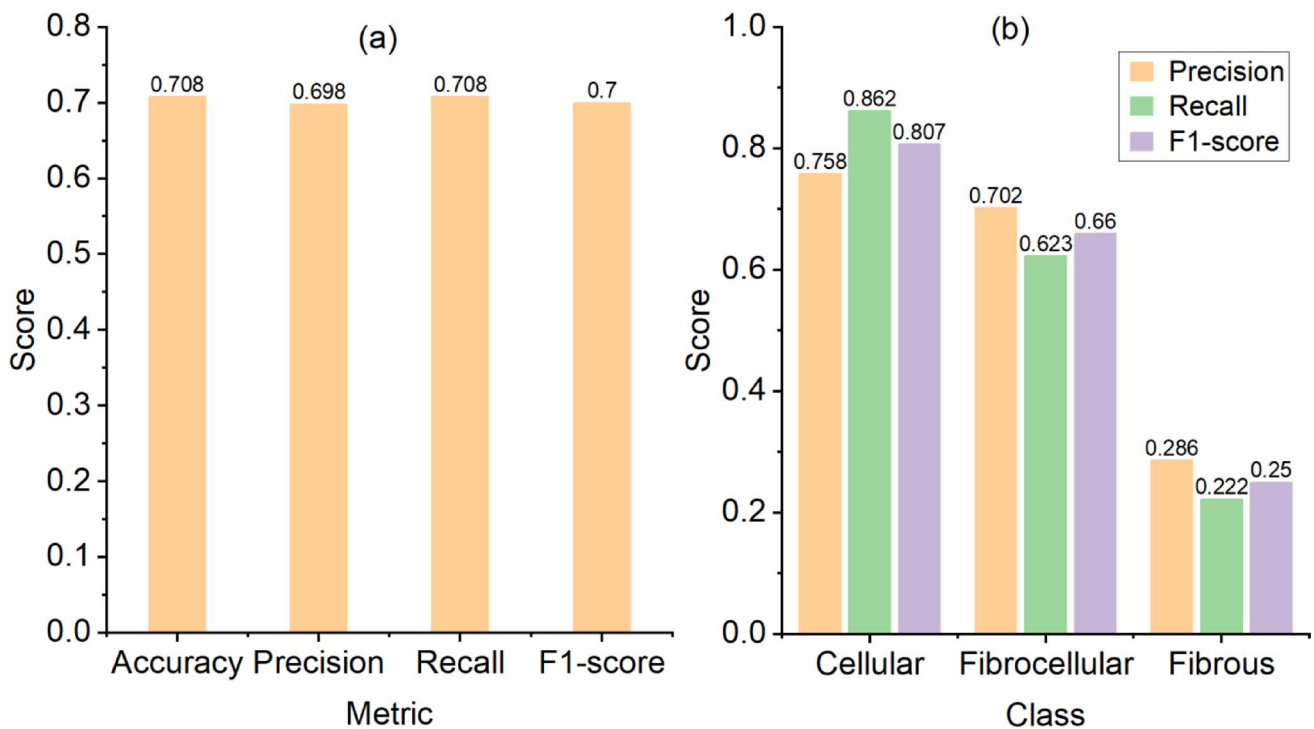 (a)
Score
0.8
0.7
0.6
0.5
0.4
0.3
0.2
0.1
0.0
0.708
0.698
0.708
0.7
Accuracy Precision Recall F1-score
Metric
(b)
Score
1.0
0.8
0.6
0.4
0.2
0.0
Precision
Recall
F1-score
0.758
0.862
0.807
0.702
0.623
0.66
0.286
0.222
0.25
Cellular Fibrocellular Fibrous
Class